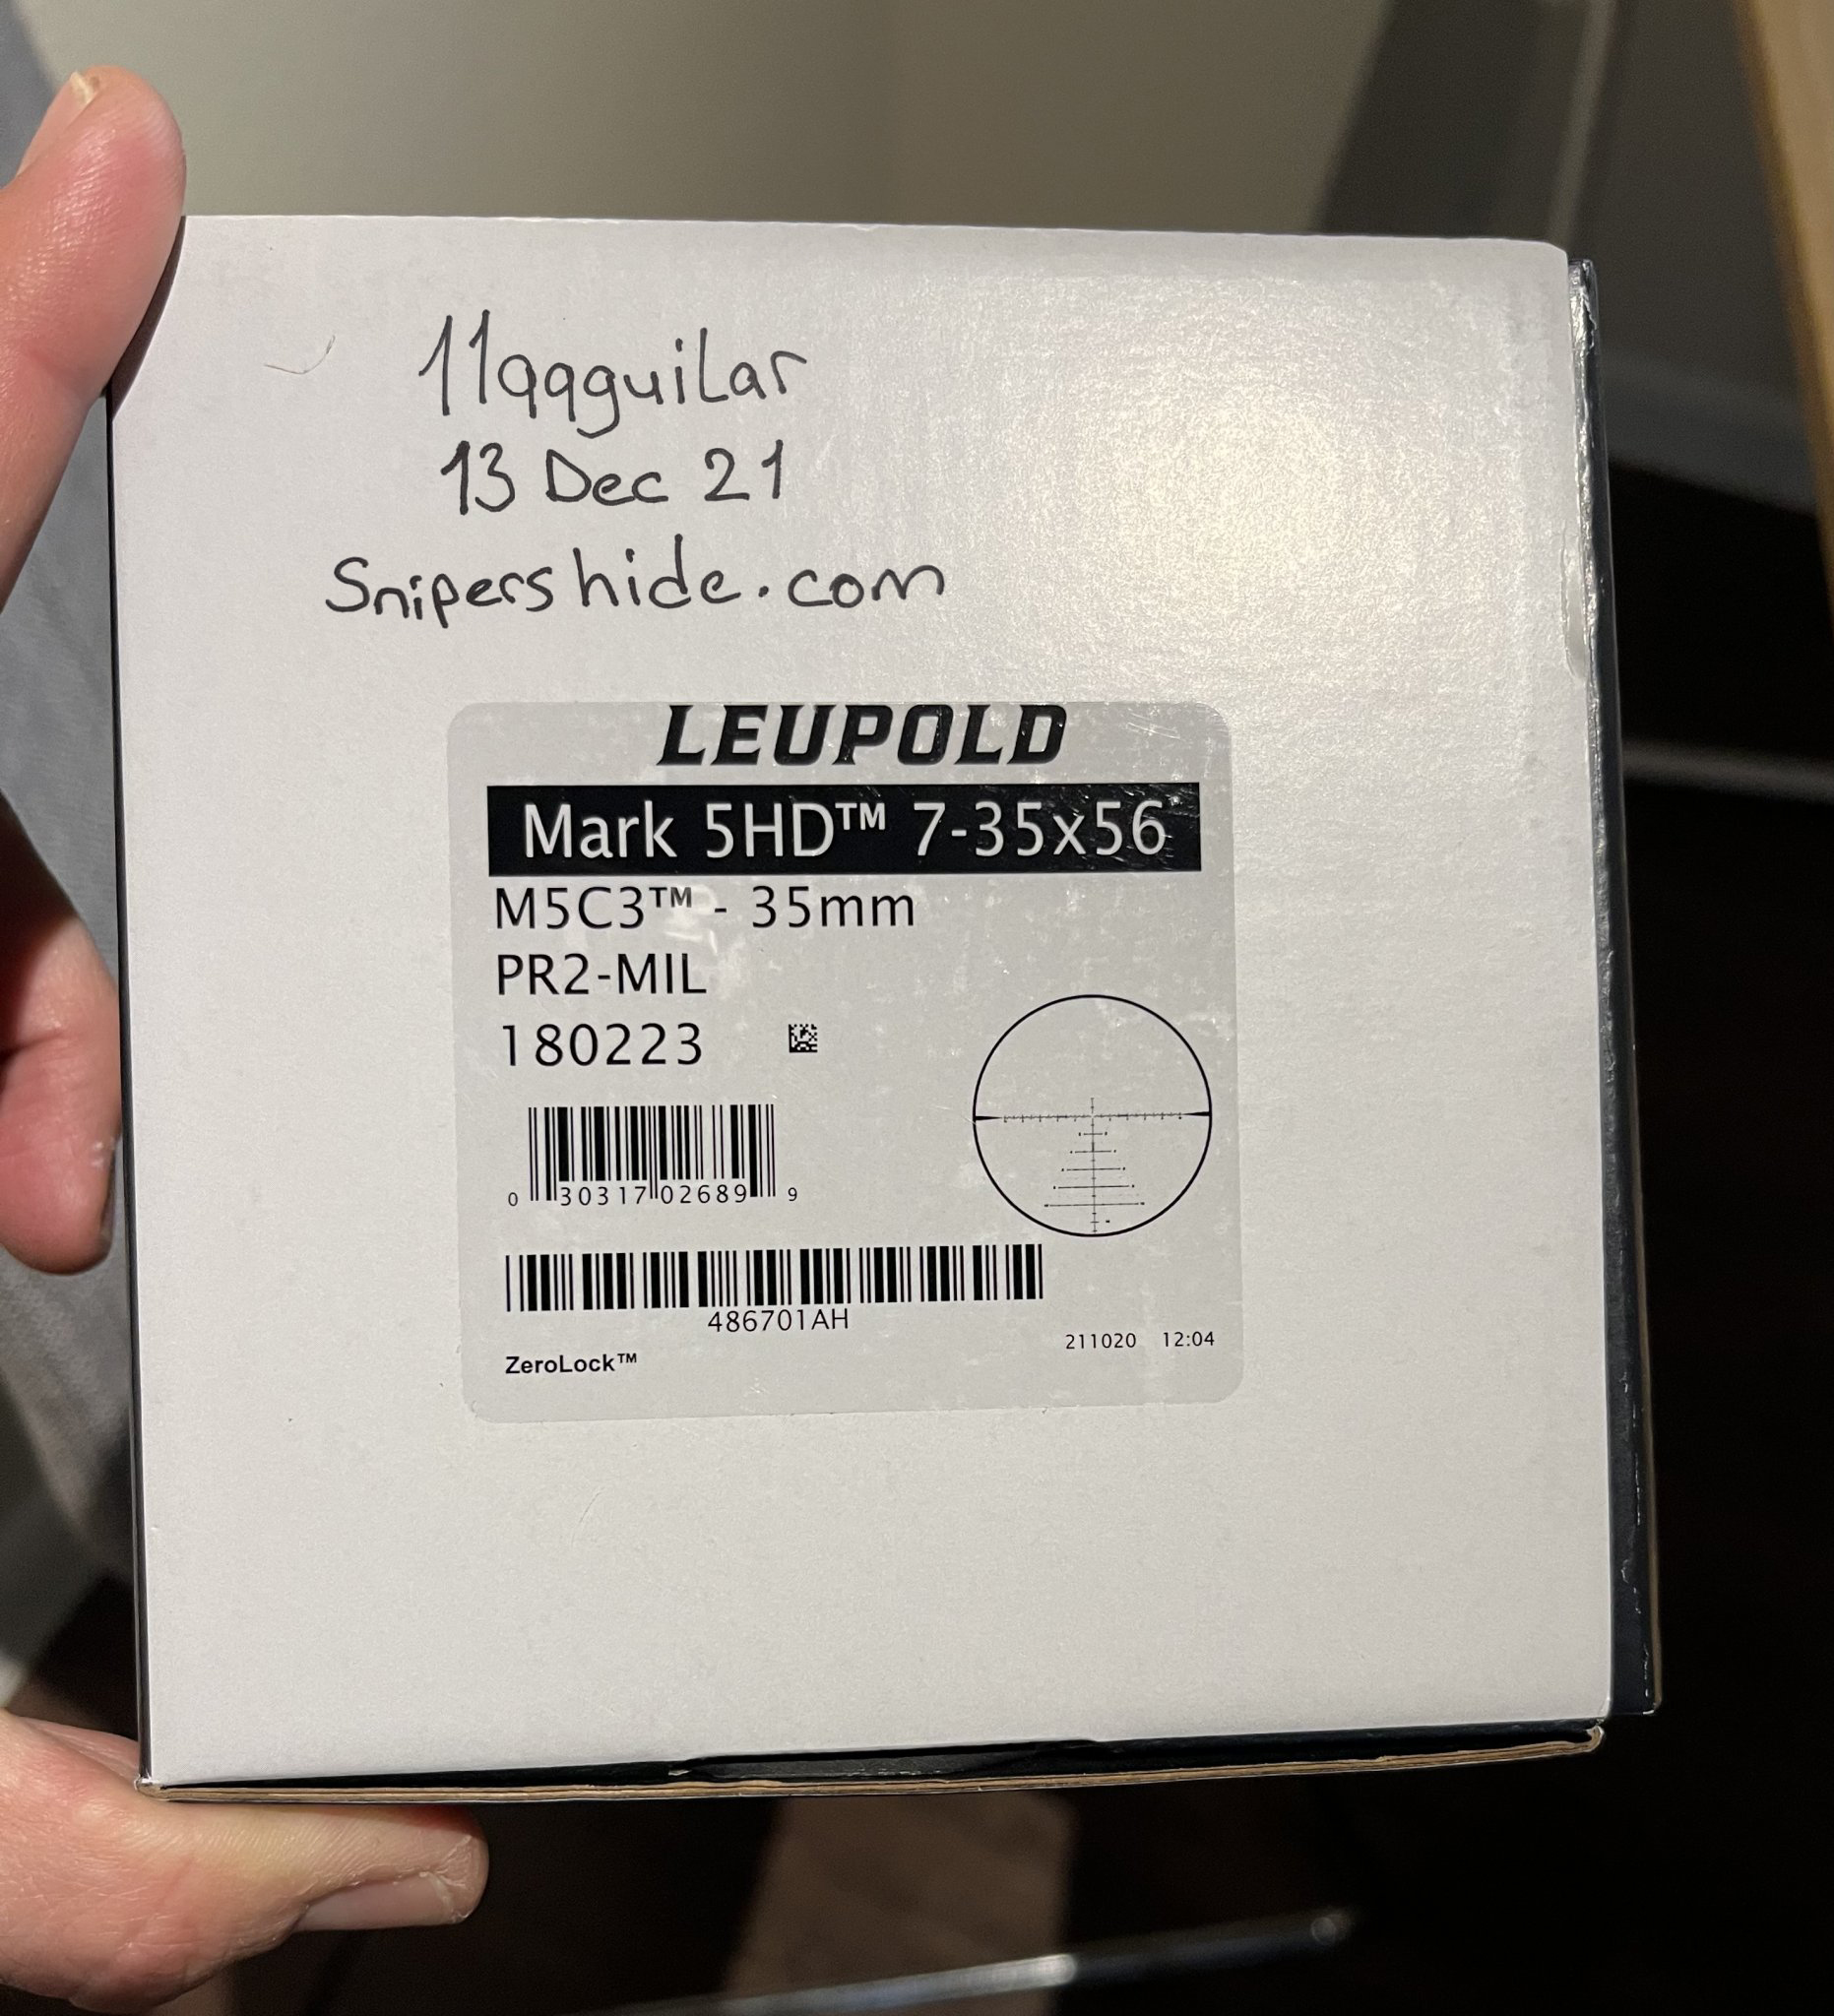 11aaguilar
13 Dec 21
Snipershide.com
LEUPOLD
Mark 5HD™ 7-35x56
M5C3™ - 35mm
PR2-MIL
180223
0 30317 02689 9
486701AH
211020 12:04
ZeroLock™